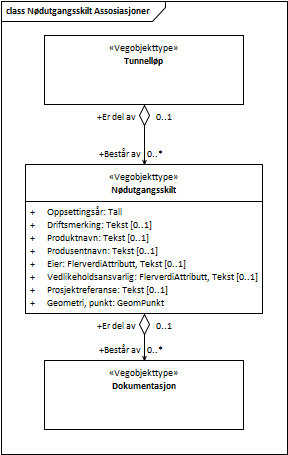 class Nødutgangsskilt Assosiasjoner
«Vegobjekttype»
Tunnelløp
+Er del av 0..1
+Består av 0..*
«Vegobjekttype»
Nødutgangsskilt
+ Oppsettingsår: Tall
+ Driftsmerking: Tekst [0..1]
+ Produktnavn: Tekst [0..1]
+ Produsentnavn: Tekst [0..1]
+ Eier: FlerverdiAttributt, Tekst [0..1]
+ Vedlikeholdsansvarlig: FlerverdiAttributt, Tekst [0..1]
+ Prosjektreferanse: Tekst [0..1]
+ Geometri, punkt: GeomPunkt
+Er del av 0..1
+Består av 0..*
«Vegobjekttype»
Dokumentasjon